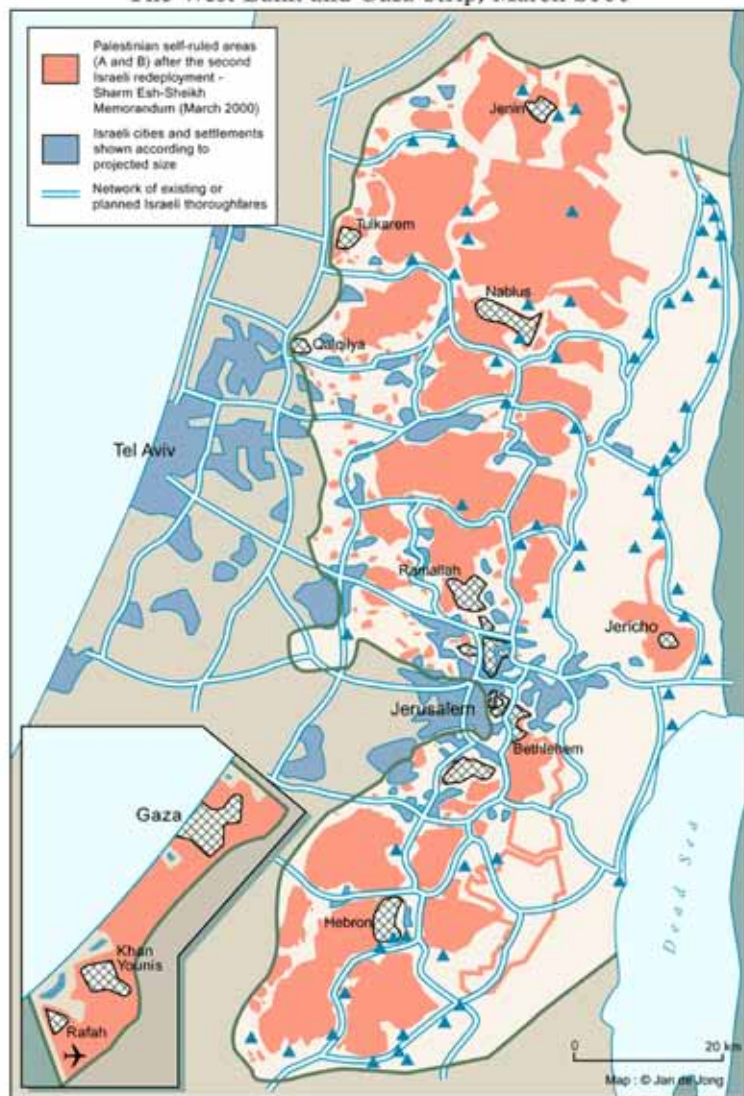 The West Bank and Gaza Strip, March 2000
Palestinian self-ruled areas
(A and B) after the second
Israeli redeployment -
Sharm Esh-Sheikh
Memorandum (March 2000)
Israeli cities and settlements
shown according to
projected size
Network of existing or
planned Israeli thoroughfares
Jenin
Tulkarem
Nablus
Qalqilya
Tel Aviv
Ramallah
Jericho
Jerusalem
Bethlehem
Gaza
Hebron
Khan
Younis
Rafah
Dead Sea
0 20 km
Map : © Jan de Jong